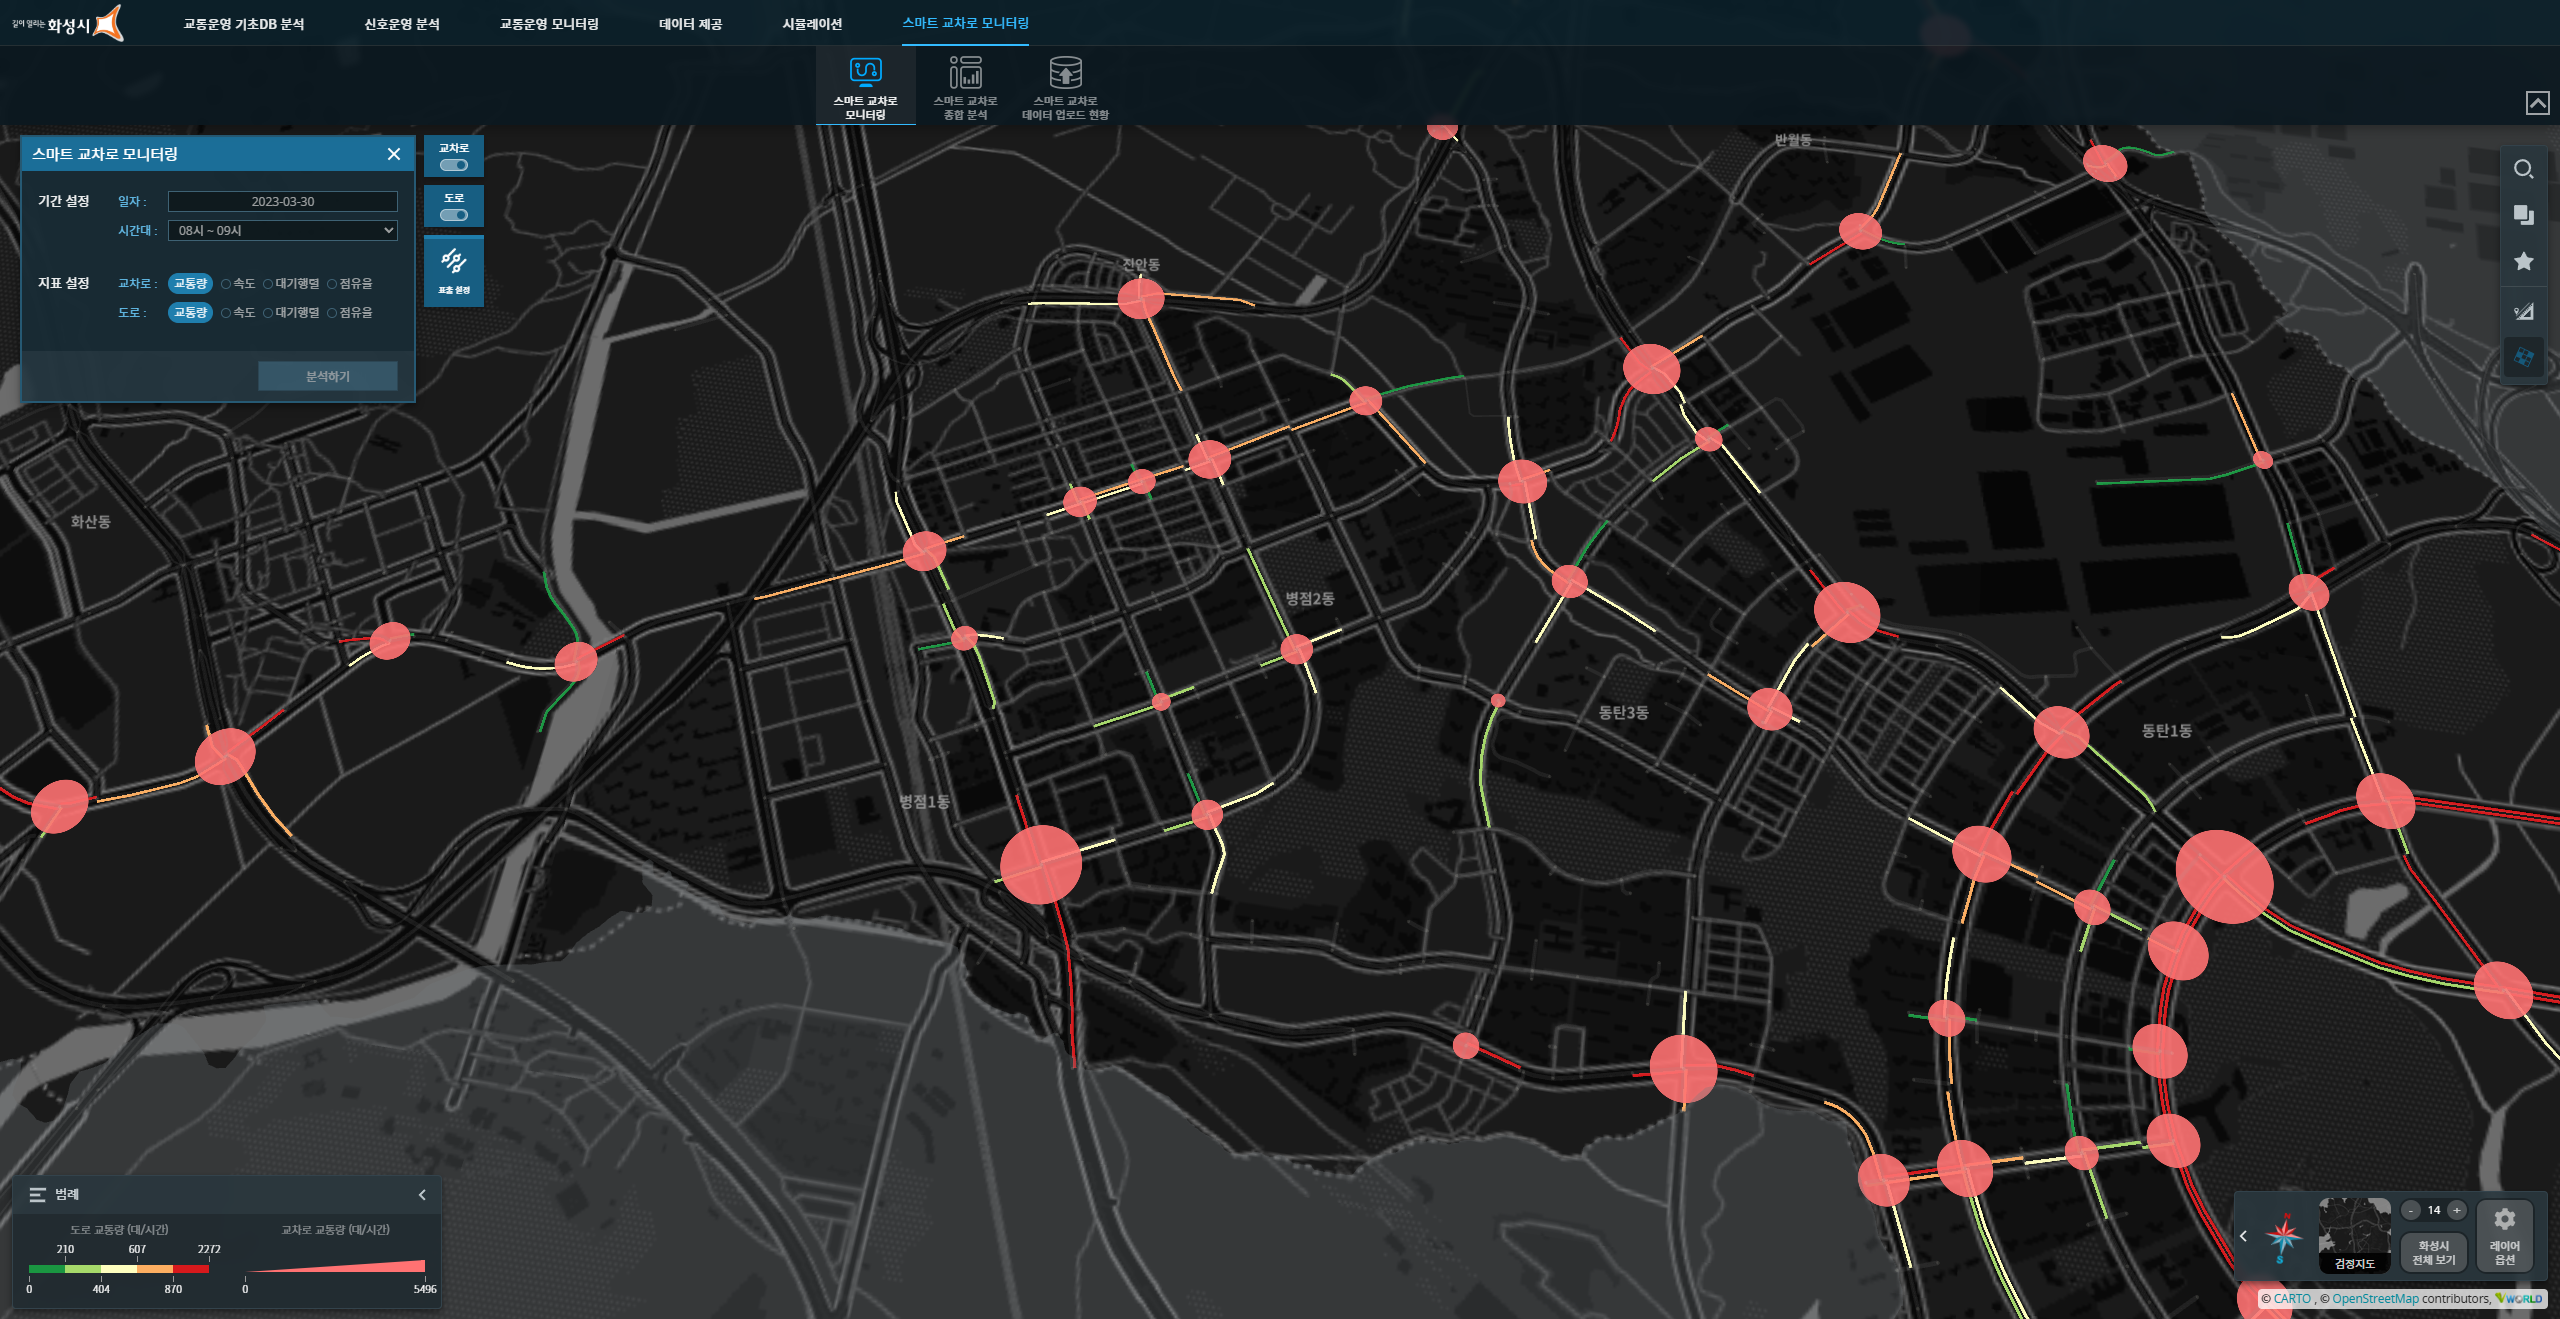 길이 열리는 화성시
교통운영 기초DB 분석
신호운영 분석
교통운영 모니터링
데이터 제공
시뮬레이션
스마트 교차로 모니터링
스마트 교차로
모니터링
스마트 교차로
종합 분석
스마트 교차로
데이터 업로드 현황
스마트 교차로 모니터링
기간 설정 일자 : 2023-03-30
시간대 : 08시 ~ 09시
지표 설정 교차로 : 교통량 속도 대기행렬 점유율
도로 : 교통량 속도 대기행렬 점유율
분석하기
교차로
도로
표출 설정
반월동
진안동
화산동
병점2동
동탄3동
동탄1동
병점1동
범례
도로 교통량 (대/시간)
210 607 2272
0 404 870
교차로 교통량 (대/시간)
0 5496
N
S
검정지도
- 14 +
화성시
전체 보기
레이어
옵션
© CARTO , © OpenStreetMap contributors, VWORLD